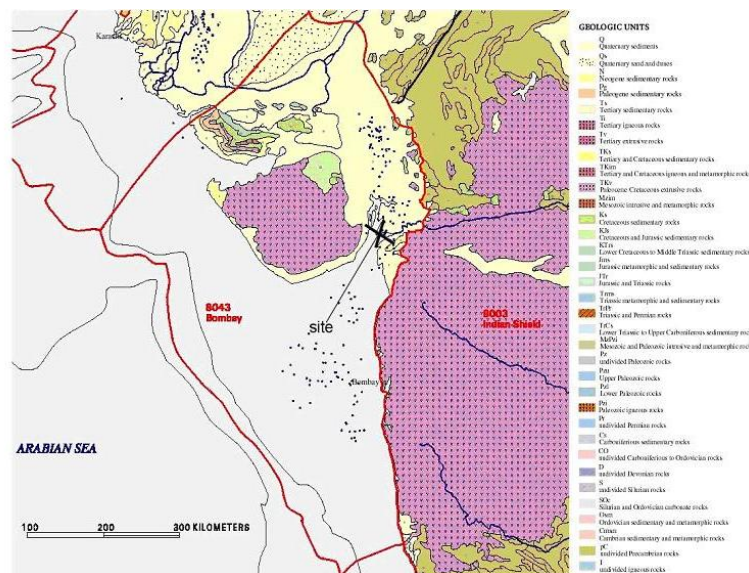 Karachi
8043
Bombay
site
8003
Indian Shield
Bombay
ARABIAN SEA
100 200 300 KILOMETERS
GEOLOGIC UNITS
Q
Quaternary sediments
Qs
Quaternary sand and dunes
N
Neogene sedimentary rocks
Pg
Paleogene sedimentary rocks
Ts
Tertiary sedimentary rocks
Ti
Tertiary igneous rocks
Tv
Tertiary extrusive rocks
TKs
Tertiary and Cretaceous sedimentary rocks
TKim
Tertiary and Cretaceous igneous and metamorphic rocks
TKv
Paleocene Cretaceous extrusive rocks
Mzim
Mesozoic intrusive and metamorphic rocks
Ks
Cretaceous sedimentary rocks
KJs
Cretaceous and Jurassic sedimentary rocks
KTrs
Lower Cretaceous to Middle Triassic sedimentary rocks
Jms
Jurassic metamorphic and sedimentary rocks
JTr
Jurassic and Triassic rocks
Trms
Triassic metamorphic and sedimentary rocks
TrPr
Triassic and Permian rocks
TrCs
Lower Triassic to Upper Carboniferous sedimentary roc
MzPzi
Mesozoic and Paleozoic intrusive and metamorphic rock
Pz
undivided Paleozoic rocks
Pzu
Upper Paleozoic rocks
Pzl
Lower Paleozoic rocks
Pzi
Paleozoic igneous rocks
Pr
undivided Permian rocks
Cs
Carboniferous sedimentary rocks
CO
undivided Carboniferous to Ordovician rocks
D
undivided Devonian rocks
S
undivided Silurian rocks
SOc
Silurian and Ordovician carbonate rocks
Osm
Ordovician sedimentary and metamorphic rocks
Cmsm
Cambrian sedimentary and metamorphic rocks
pC
undivided Precambrian rocks
I
undivided igneous rocks